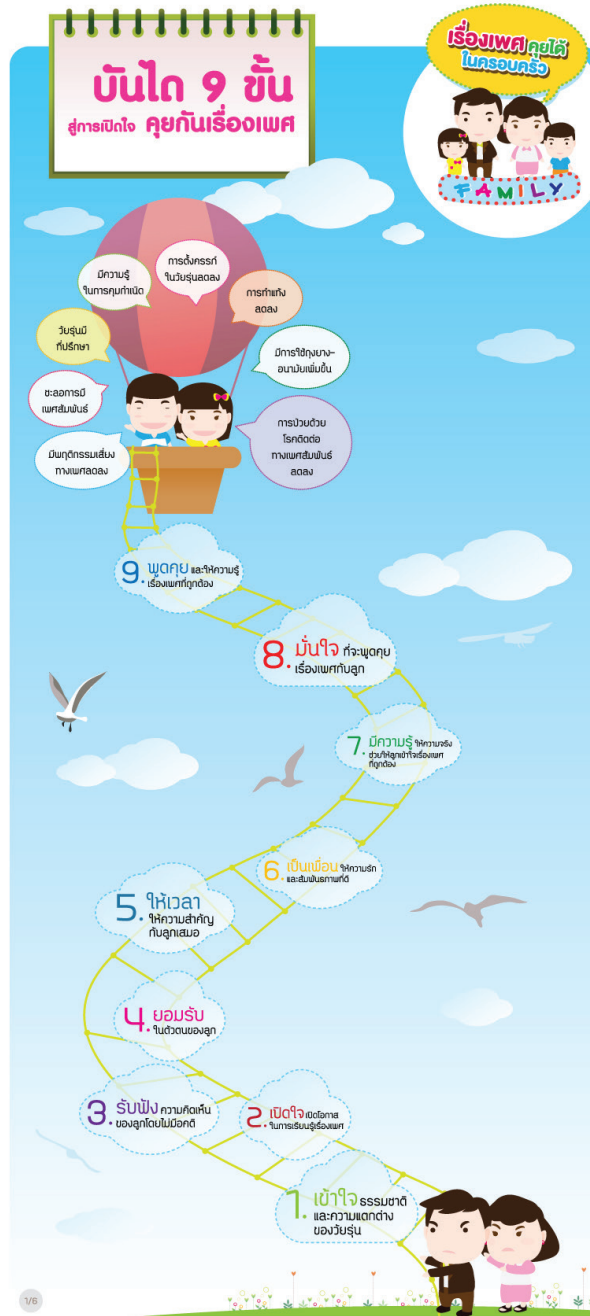 บันได 9 ขั้น
สู่การเปิดใจ คุยกันเรื่องเพศ
เรื่องเพศ คุยได้
ในครอบครัว
FAMILY
การตั้งครรภ์
ในวัยรุ่นลดลง
มีความรู้
ในการคุมกำเนิด
การทำแท้ง
ลดลง
วัยรุ่นมี
ที่ปรึกษา
มีการใช้ถุงยาง-
อนามัยเพิ่มขึ้น
ชะลอการมี
เพศสัมพันธ์
การป่วยด้วย
โรคติดต่อ
ทางเพศสัมพันธ์
ลดลง
มีพฤติกรรมเสี่ยง
ทางเพศลดลง
9. พูดคุย และให้ความรู้
เรื่องเพศที่ถูกต้อง
8. มั่นใจ ที่จะพูดคุย
เรื่องเพศกับลูก
7. มีความรู้ ให้ความจริง
ช่วยให้ลูกเข้าใจเรื่องเพศ
ที่ถูกต้อง
6. เป็นเพื่อน ให้ความรัก
และสัมพันธภาพที่ดี
5. ให้เวลา
ให้ความสำคัญ
กับลูกเสมอ
4. ยอมรับ
ในตัวตนของลูก
3. รับฟัง ความคิดเห็น
ของลูกโดยไม่มีอคติ
2. เปิดใจ เปิดโอกาส
ในการเรียนรู้เรื่องเพศ
1. เข้าใจ ธรรมชาติ
และความแตกต่าง
ของวัยรุ่น
1/6